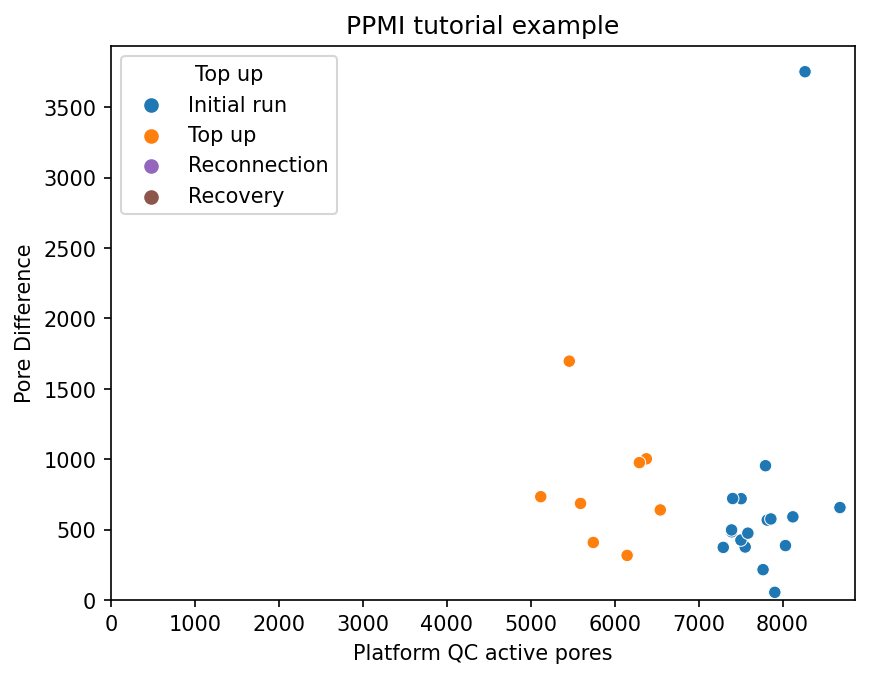 PPMI tutorial example
Top up
Initial run
Top up
Reconnection
Recovery
Pore Difference
3500
3000
2500
2000
1500
1000
500
0
0 1000 2000 3000 4000 5000 6000 7000 8000
Platform QC active pores